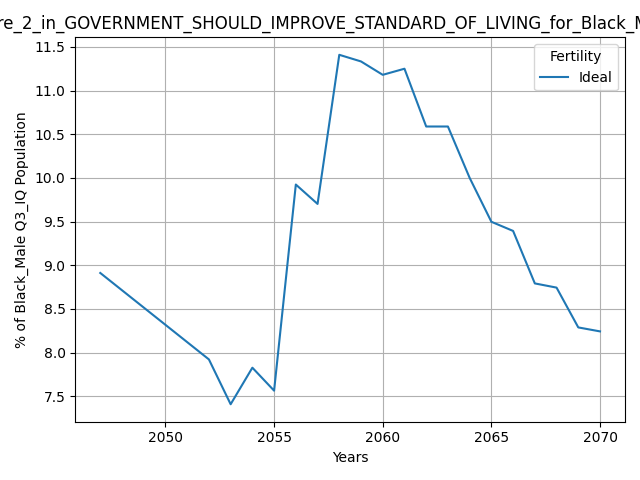 re_2_in_GOVERNMENT_SHOULD_IMPROVE_STANDARD_OF_LIVING_for_Black_M
Fertility
Ideal
% of Black_Male Q3_IQ Population
11.5
11.0
10.5
10.0
9.5
9.0
8.5
8.0
7.5
2050
2055
2060
2065
2070
Years